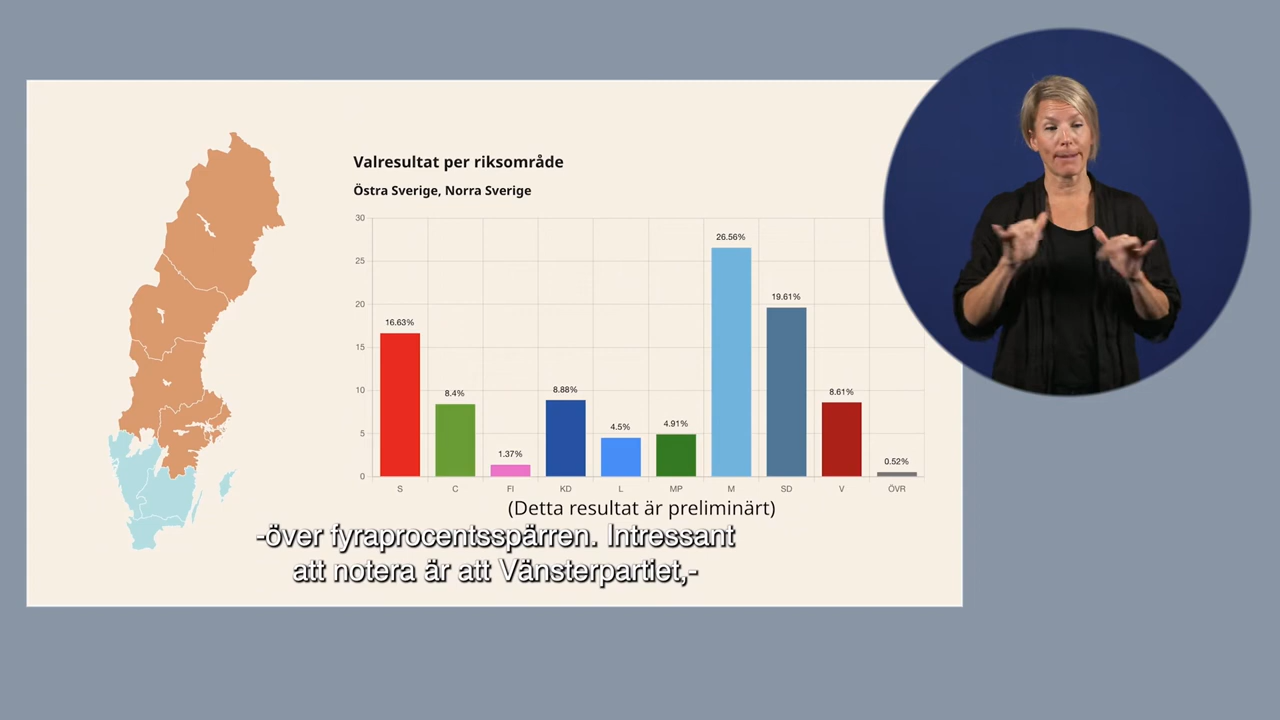 Valresultat per riksområde
Östra Sverige, Norra Sverige
30
25
20
15
10
5
0
16.63%
8.4%
1.37%
8.88%
4.5%
4.91%
26.56%
19.61%
8.61%
0.52%
S C FI KD L MP M SD V ÖVR
(Detta resultat är preliminärt)
-över fyraprocentsspärren. Intressant
att notera är att Vänsterpartiet,-